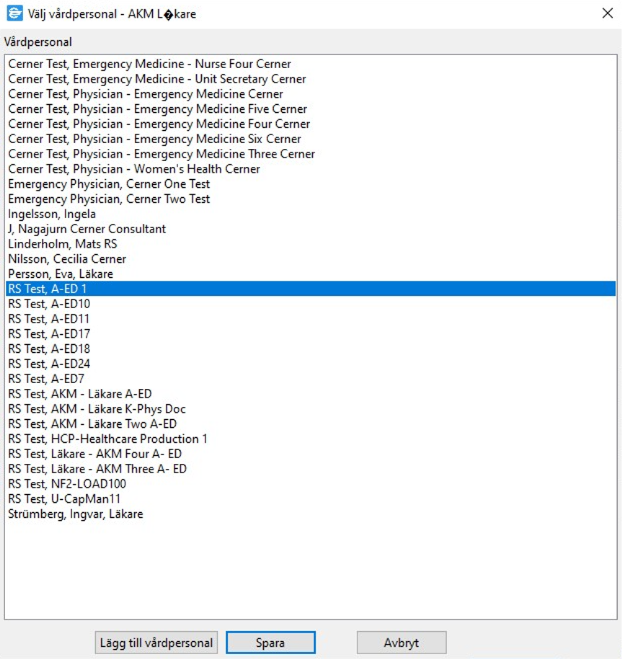 Välj vårdpersonal - AKM L�kare
Vårdpersonal
Cerner Test, Emergency Medicine - Nurse Four Cerner
Cerner Test, Emergency Medicine - Unit Secretary Cerner
Cerner Test, Physician - Emergency Medicine Cerner
Cerner Test, Physician - Emergency Medicine Five Cerner
Cerner Test, Physician - Emergency Medicine Four Cerner
Cerner Test, Physician - Emergency Medicine Six Cerner
Cerner Test, Physician - Emergency Medicine Three Cerner
Cerner Test, Physician - Women's Health Cerner
Emergency Physician, Cerner One Test
Emergency Physician, Cerner Two Test
Ingelsson, Ingela
J, Nagajurn Cerner Consultant
Linderholm, Mats RS
Nilsson, Cecilia Cerner
Persson, Eva, Läkare
RS Test, A-ED 1
RS Test, A-ED10
RS Test, A-ED11
RS Test, A-ED17
RS Test, A-ED18
RS Test, A-ED24
RS Test, A-ED7
RS Test, AKM - Läkare A-ED
RS Test, AKM - Läkare K-Phys Doc
RS Test, AKM - Läkare Two A-ED
RS Test, HCP-Healthcare Production 1
RS Test, Läkare - AKM Four A- ED
RS Test, Läkare - AKM Three A- ED
RS Test, NF2-LOAD100
RS Test, U-CapMan11
Strümberg, Ingvar, Läkare
Lägg till vårdpersonal Spara Avbryt